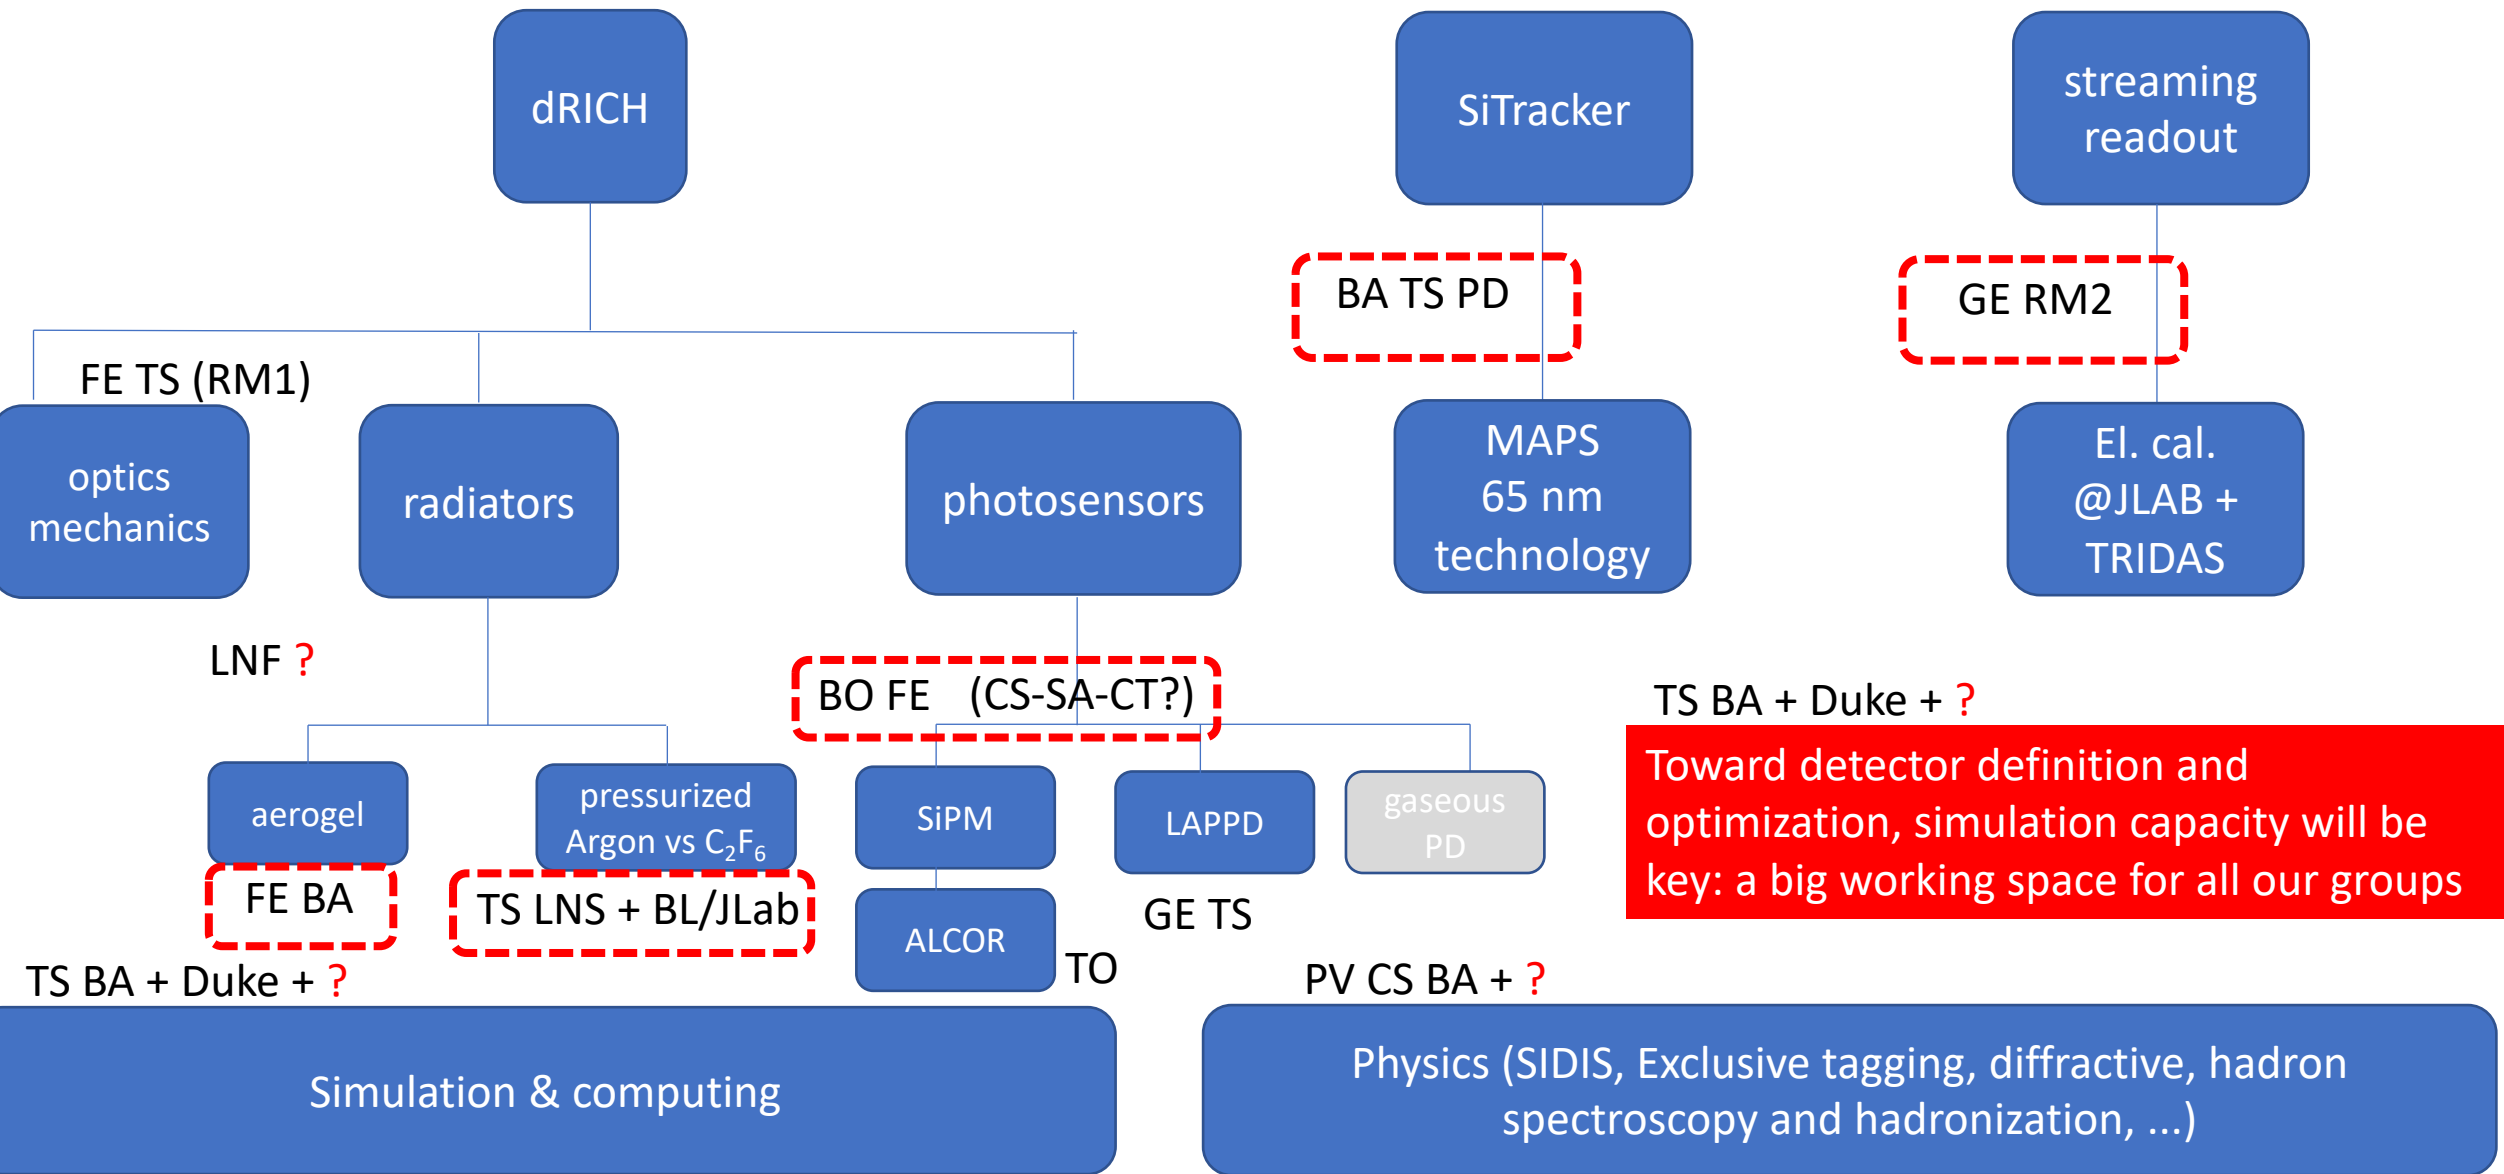 dRICH
SiTracker
streaming
readout
BA TS PD
GE RM2
FE TS (RM1)
optics
mechanics
radiators
photosensors
MAPS
65 nm
technology
El. cal.
@JLAB +
TRIDAS
LNF ?
BO FE (CS-SA-CT?)
TS BA + Duke + ?
Toward detector definition and
optimization, simulation capacity will be
key: a big working space for all our groups
aerogel
pressurized
Argon vs C₂F₆
SiPM
LAPPD
gaseous
PD
FE BA
TS LNS + BL/JLab
ALCOR
TO
GE TS
TS BA + Duke + ?
PV CS BA + ?
Simulation & computing
Physics (SIDIS, Exclusive tagging, diffractive, hadron
spectroscopy and hadronization, ...)